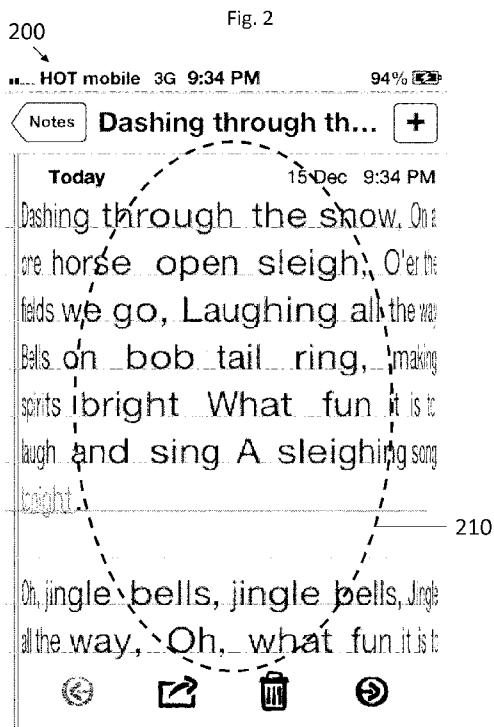 Fig. 2
200
HOT mobile 3G 9:34 PM 94%
Notes Dashing through th... +
Today 15 Dec 9:34 PM
Dashing through the snow, On a
one horse open sleigh, O'er the
fields we go, Laughing all the way
Bells on bob tail ring, making
spirits bright What fun it is to
laugh and sing A sleighing song
tonight.
210
Oh, jingle bells, jingle bells, Jingle
all the way, Oh, what fun it is t